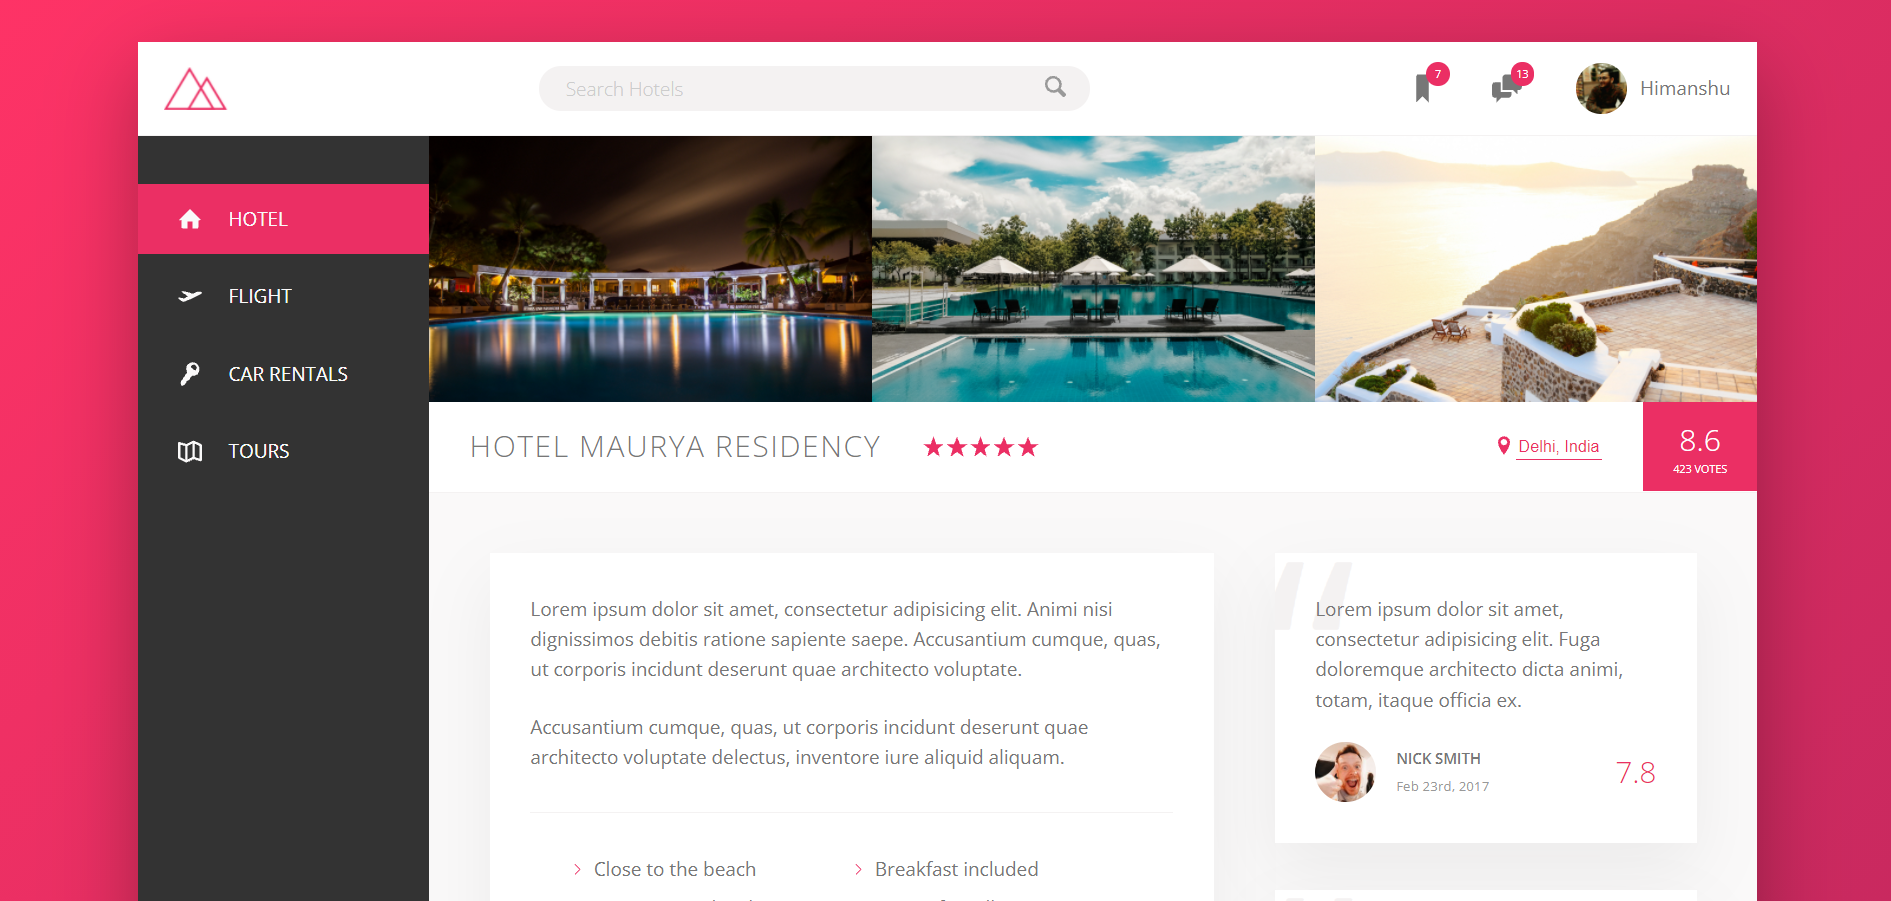 Search Hotels
7
13
Himanshu
HOTEL
FLIGHT
CAR RENTALS
TOURS
HOTEL MAURYA RESIDENCY
Delhi, India
8.6
423 VOTES
Lorem ipsum dolor sit amet, consectetur adipisicing elit. Animi nisi
dignissimos debitis ratione sapiente saepe. Accusantium cumque, quas,
ut corporis incidunt deserunt quae architecto voluptate.
Accusantium cumque, quas, ut corporis incidunt deserunt quae
architecto voluptate delectus, inventore iure aliquid aliquam.
Close to the beach
Breakfast included
“
Lorem ipsum dolor sit amet,
consectetur adipisicing elit. Fuga
doloremque architecto dicta animi,
totam, itaque officia ex.
NICK SMITH
Feb 23rd, 2017
7.8